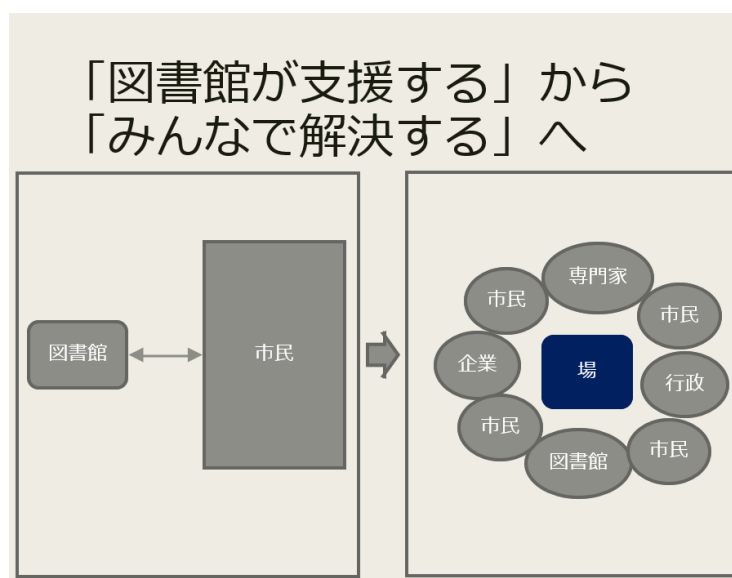 「図書館が支援する」から
「みんなで解決する」へ
図書館
市民
専門家
市民
市民
企業
場
行政
市民
市民
図書館